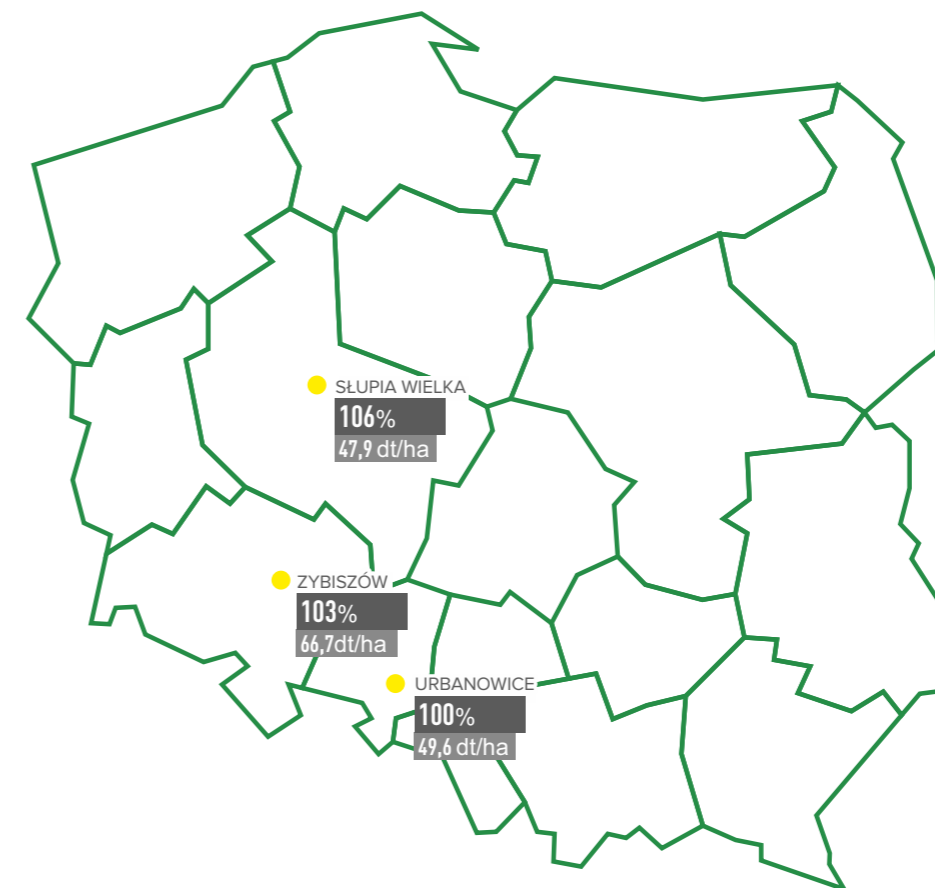 SŁUPIA WIELKA
106%
47,9 dt/ha
ZYBISZÓW
103%
66,7dt/ha
URBANOWICE
100%
49,6 dt/ha